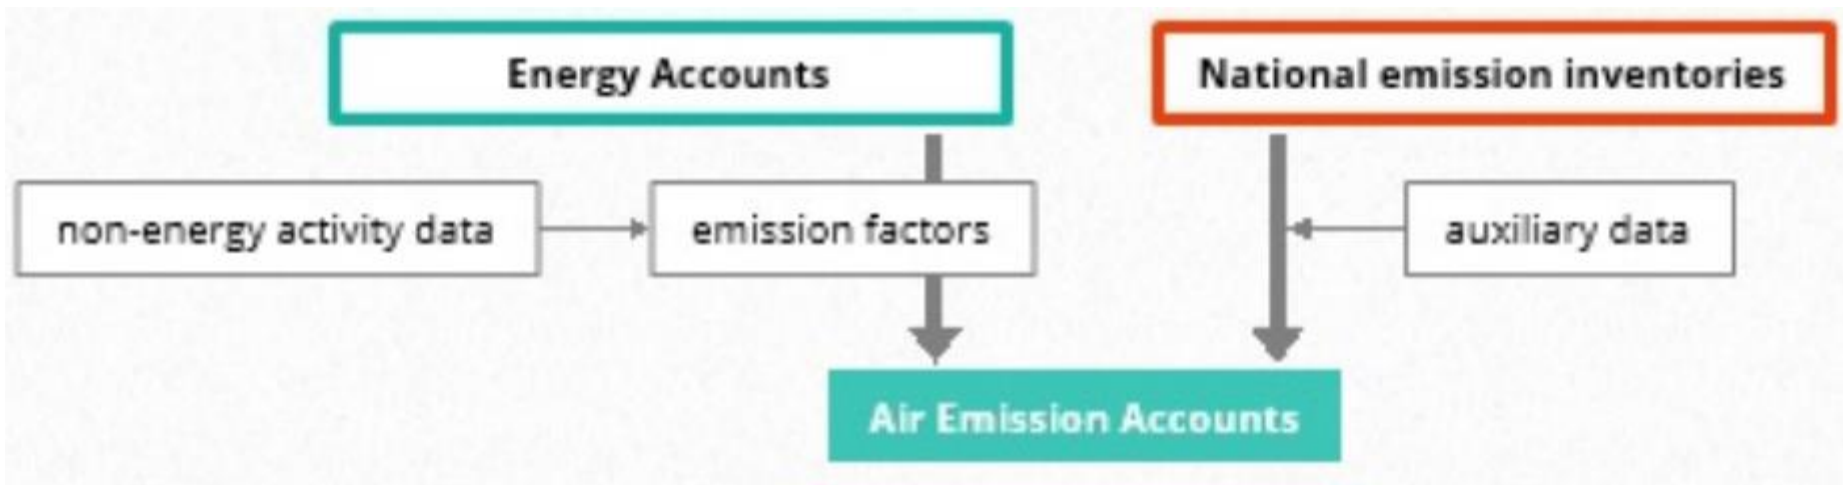 Energy Accounts
National emission inventories
non-energy activity data
emission factors
auxiliary data
Air Emission Accounts